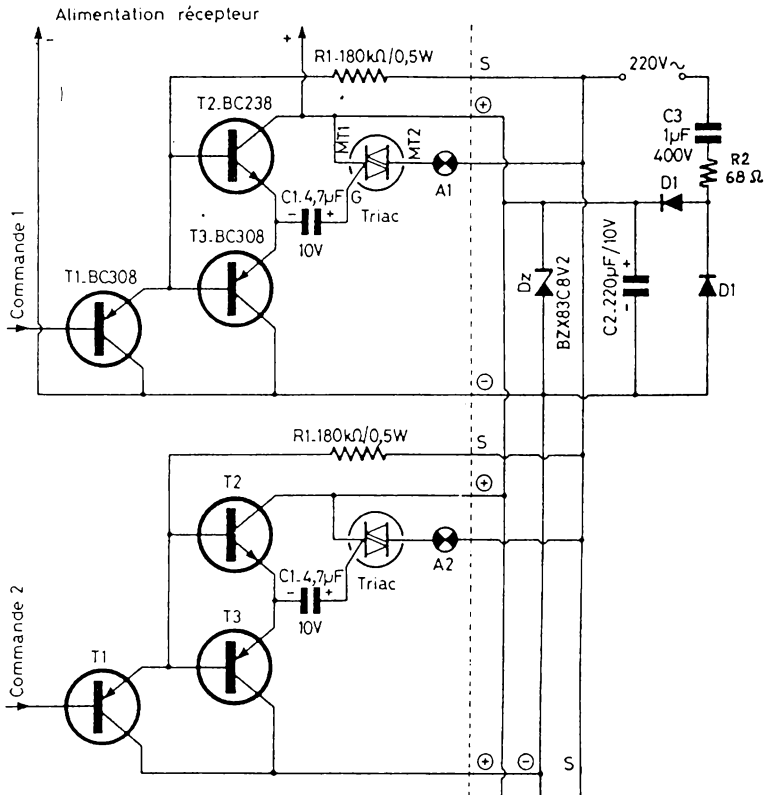 Alimentation récepteur
- +
R1-180kΩ/0,5W S 220V~
T2-BC238
C3
1µF
400V
R2
68 Ω
MT1 MT2
C1-4,7µF G A1
- + Triac
10V
T3-BC308
D1
T1-BC308
Commande 1
Dz
BZX83C8V2
C2-220µF/10V
+
-
D1
R1-180kΩ/0,5W S
T2
C1-4,7µF A2
- + Triac
10V
T3
Commande 2
T1
+ - S